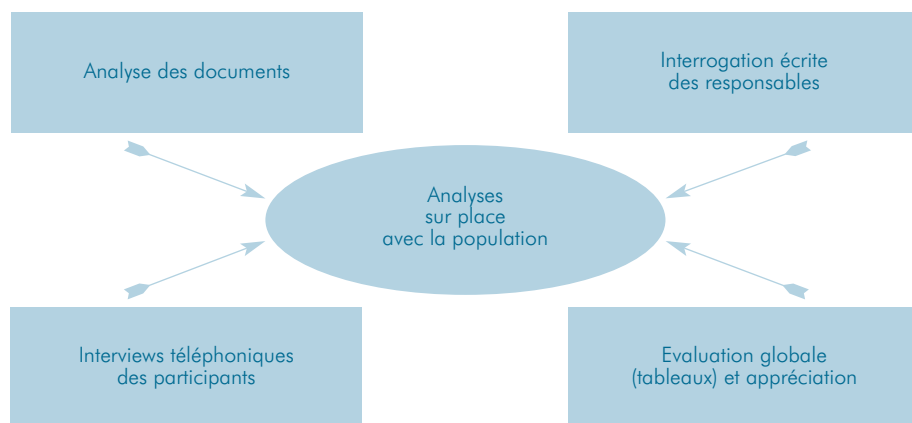 Analyse des documents
Interrogation écrite
des responsables
Analyses
sur place
avec la population
Interviews téléphoniques
des participants
Evaluation globale
(tableaux) et appréciation